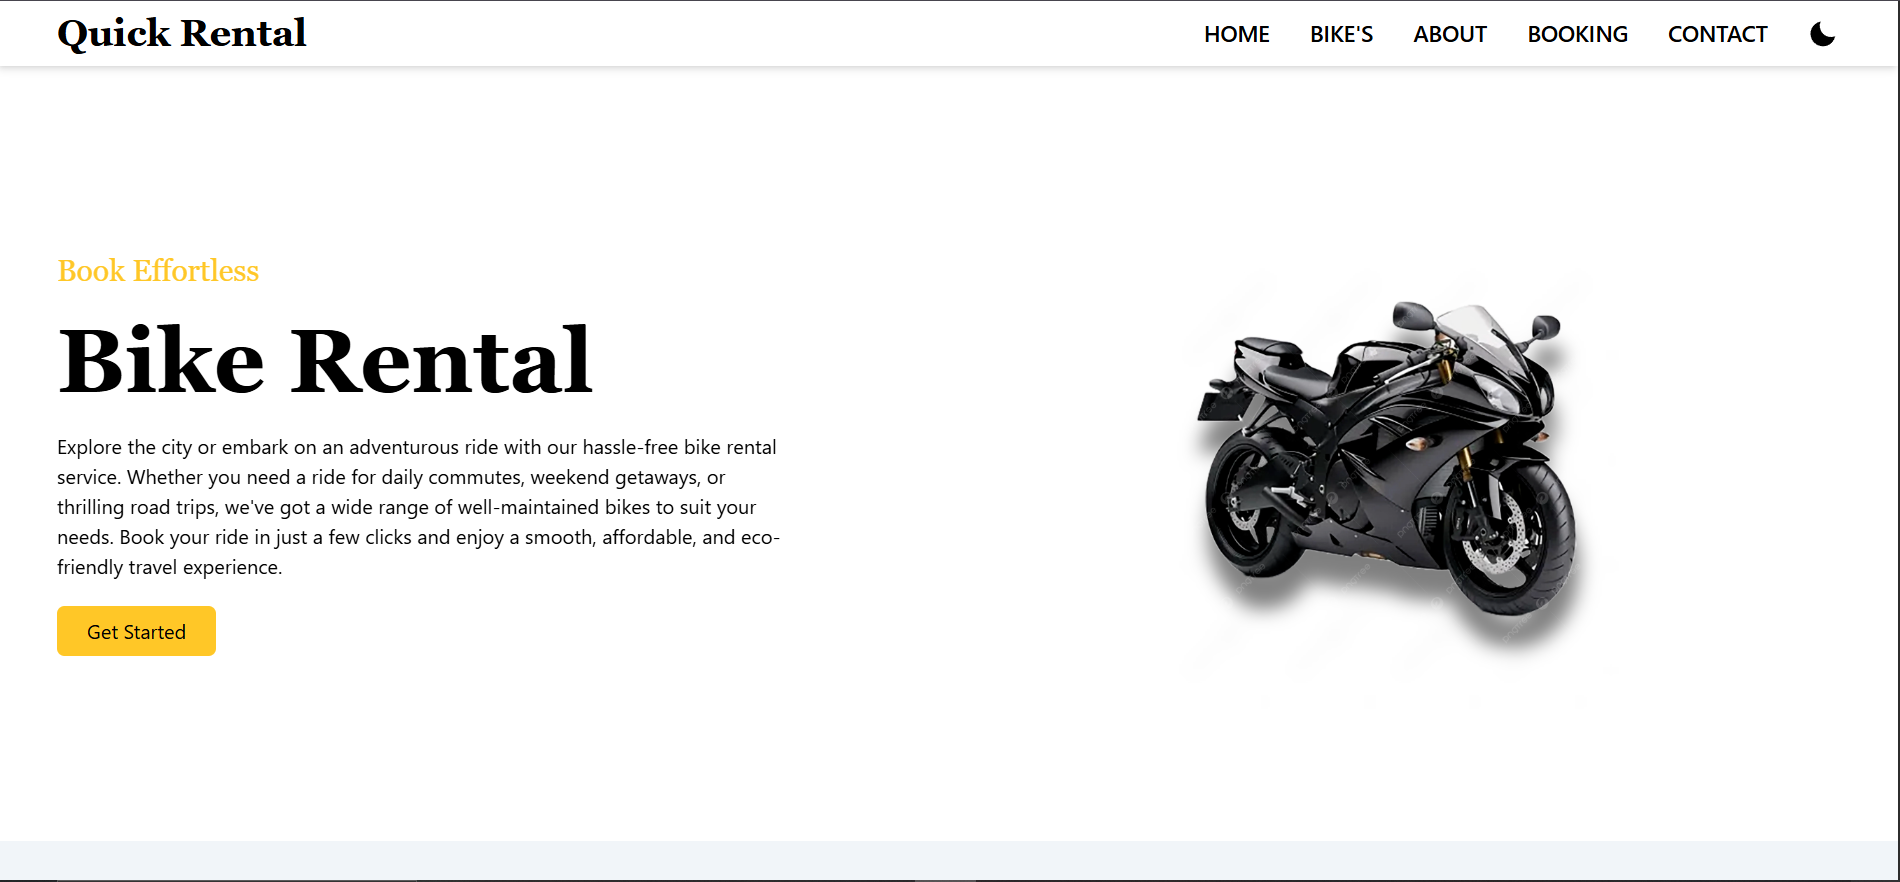 Quick Rental
HOME BIKE'S ABOUT BOOKING CONTACT
Book Effortless
Bike Rental
Explore the city or embark on an adventurous ride with our hassle-free bike rental
service. Whether you need a ride for daily commutes, weekend getaways, or
thrilling road trips, we've got a wide range of well-maintained bikes to suit your
needs. Book your ride in just a few clicks and enjoy a smooth, affordable, and eco-
friendly travel experience.
Get Started